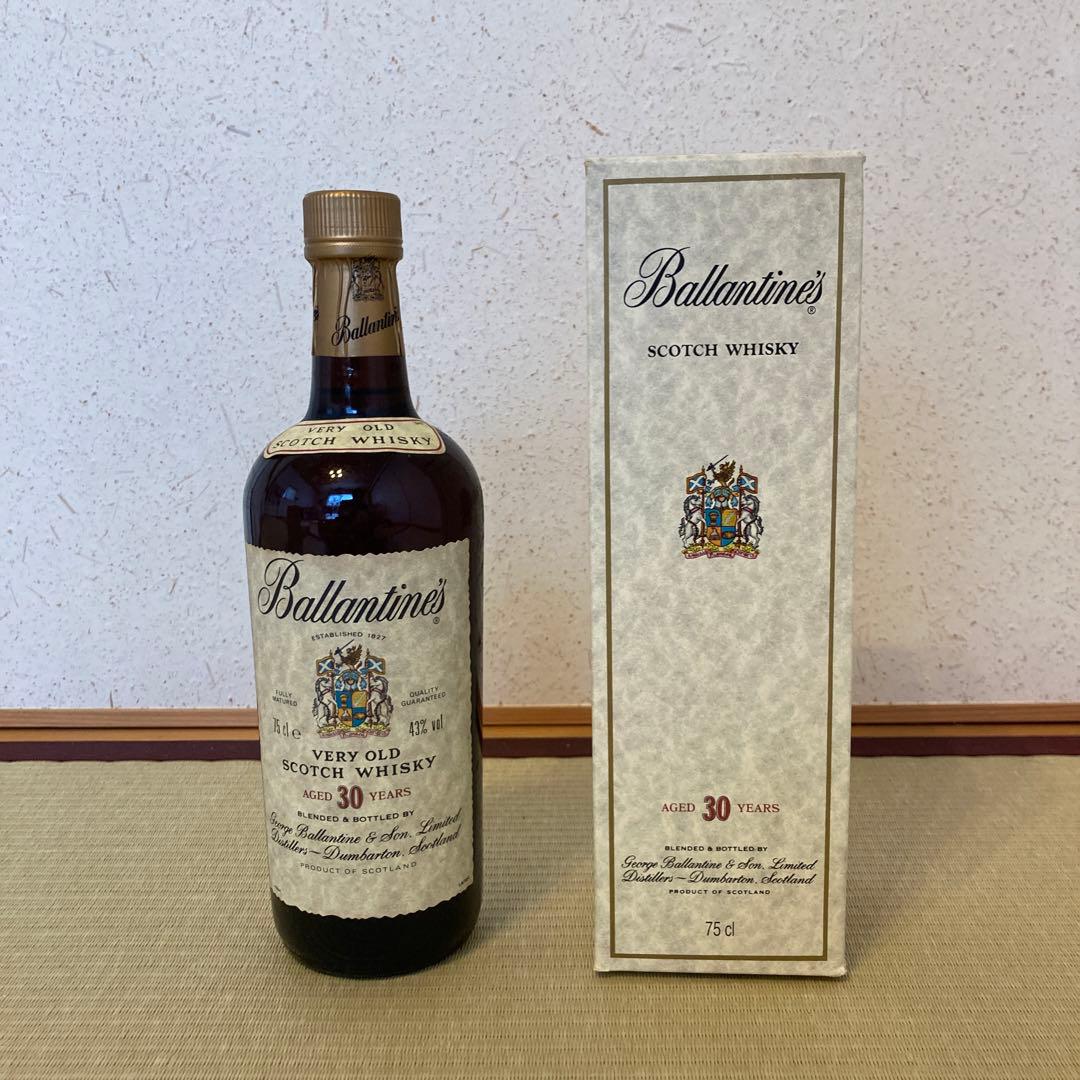 Ballantine's
VERY OLD
SCOTCH WHISKY
Ballantine's®
ESTABLISHED 1827
FULLY
MATURED
QUALITY
GUARANTEED
75 cl e
43% vol
VERY OLD
SCOTCH WHISKY
AGED 30 YEARS
BLENDED & BOTTLED BY
George Ballantine & Son. Limited
Distillers—Dumbarton, Scotland
PRODUCT OF SCOTLAND
Ballantine's®
SCOTCH WHISKY
AGED 30 YEARS
BLENDED & BOTTLED BY
George Ballantine & Son. Limited
Distillers—Dumbarton, Scotland
PRODUCT OF SCOTLAND
75 cl